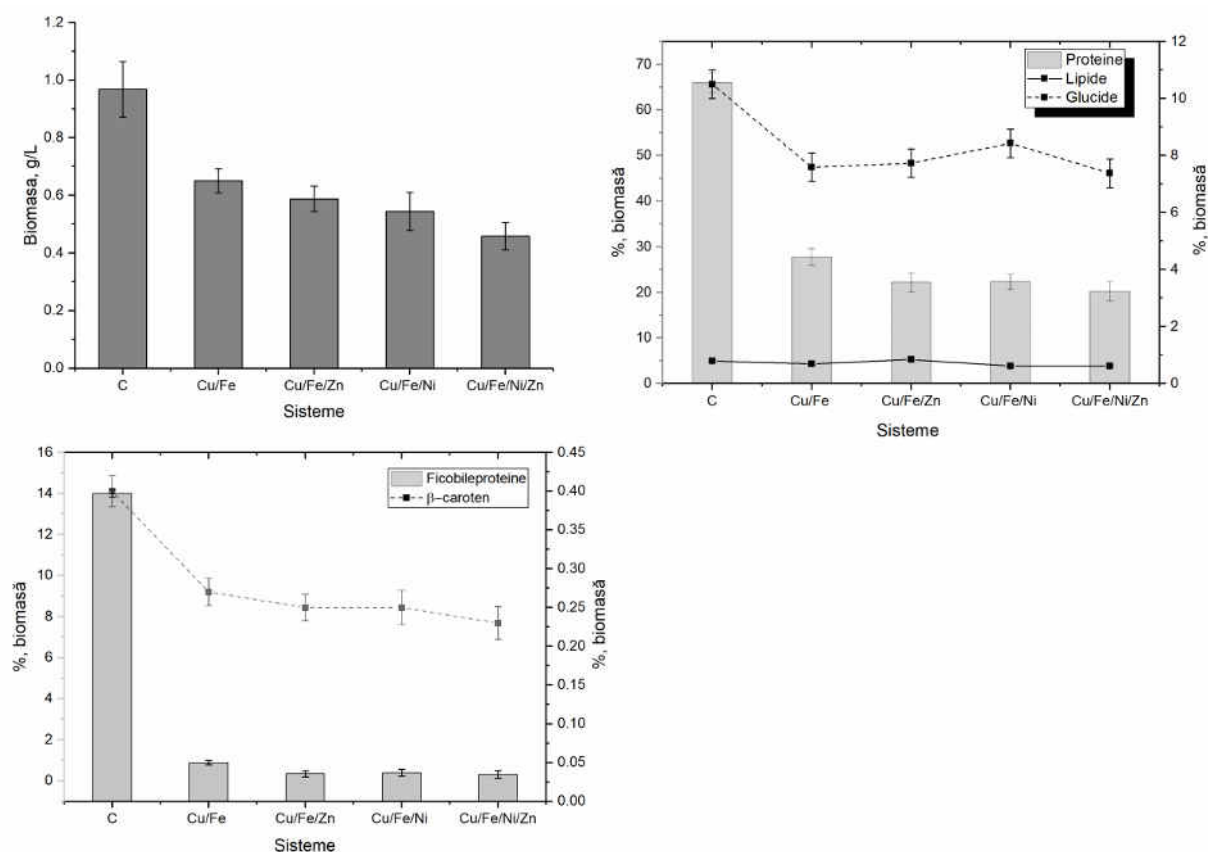 1.2
1.0
0.8
0.6
0.4
0.2
0.0
Biomasa, g/L
C Cu/Fe Cu/Fe/Zn Cu/Fe/Ni Cu/Fe/Ni/Zn
Sisteme
70
60
50
40
30
20
10
0
%, biomasă
Proteine
Lipide
Glucide
12
10
8
6
4
2
0
%, biomasă
C Cu/Fe Cu/Fe/Zn Cu/Fe/Ni Cu/Fe/Ni/Zn
Sisteme
16
14
12
10
8
6
4
2
0
%, biomasă
Ficobileproteine
β–caroten
0.45
0.40
0.35
0.30
0.25
0.20
0.15
0.10
0.05
0.00
%, biomasă
C Cu/Fe Cu/Fe/Zn Cu/Fe/Ni Cu/Fe/Ni/Zn
Sisteme